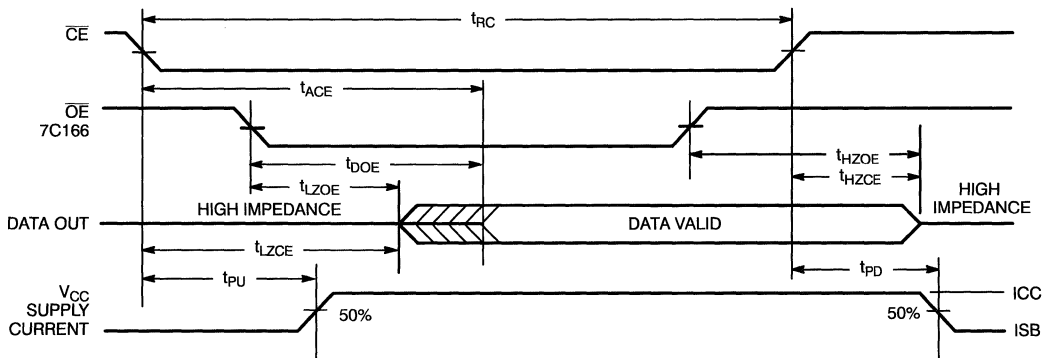 tRC
CE
tACE
OE
7C166
tDOE
tHZOE
tLZOE
tHZCE
HIGH IMPEDANCE
HIGH
IMPEDANCE
DATA OUT
DATA VALID
tLZCE
tPU
tPD
VCC
SUPPLY
CURRENT
50%
50%
ICC
ISB